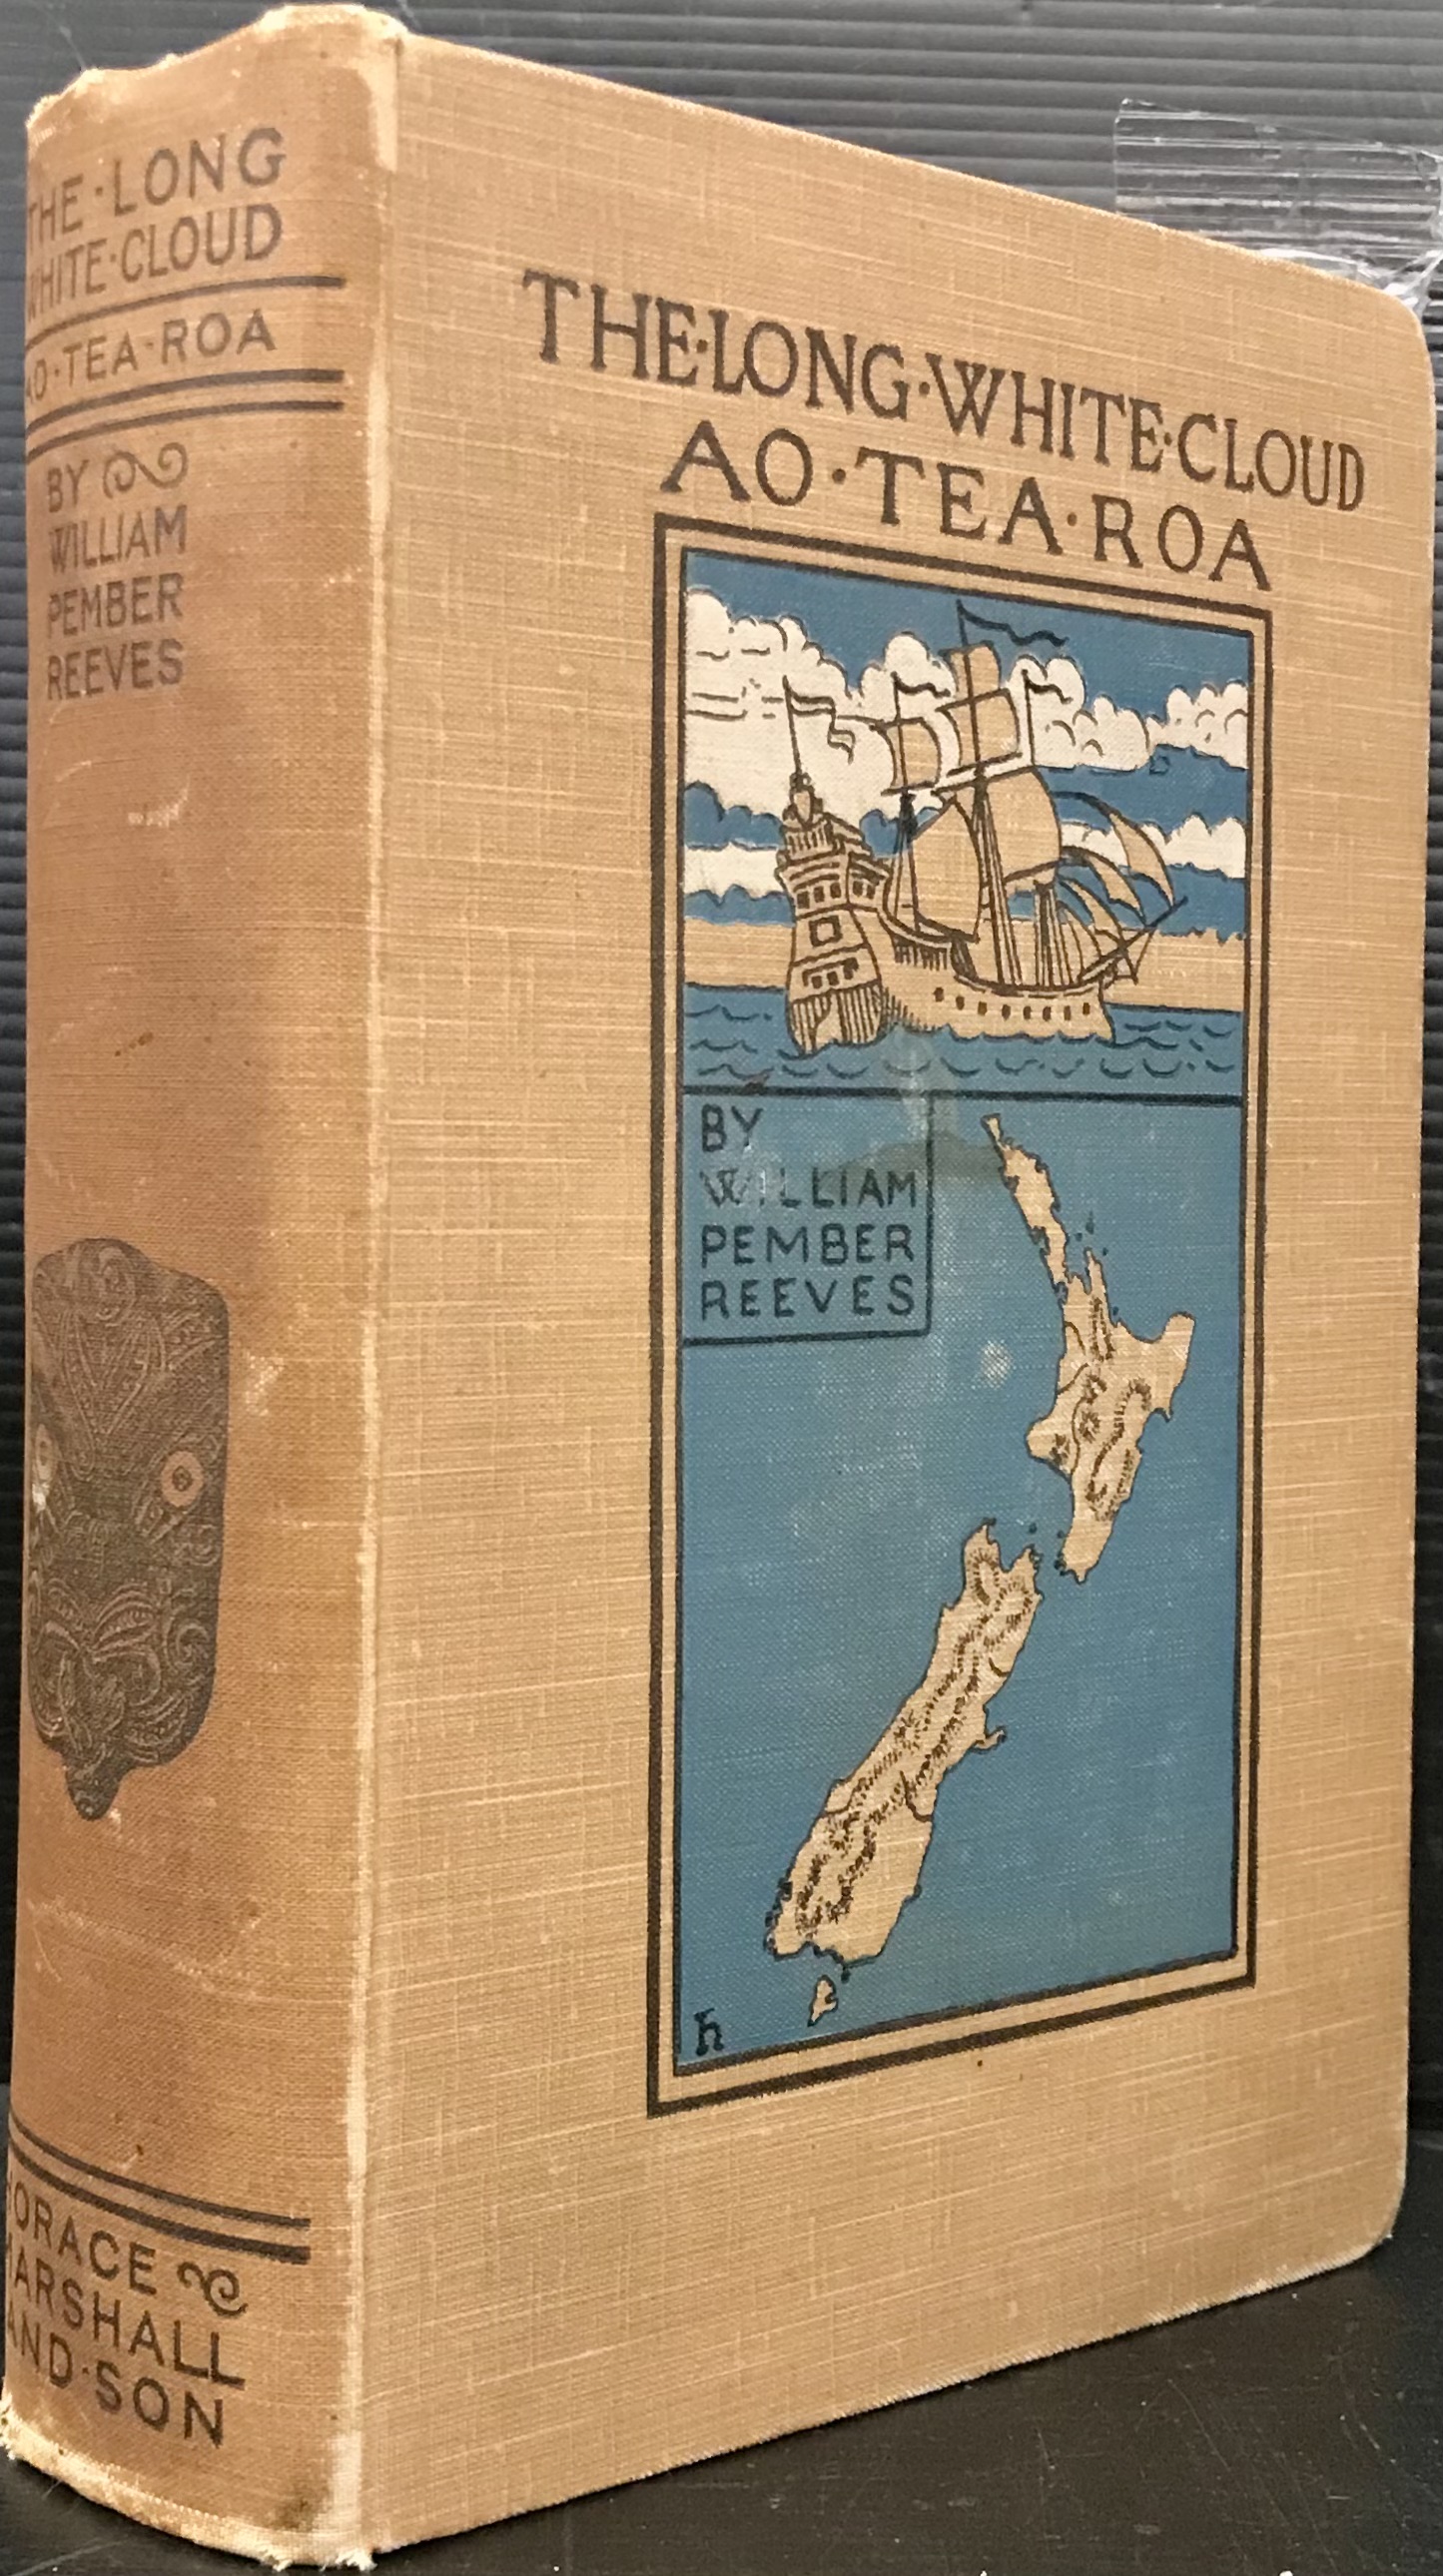 THE·LONG
WHITE·CLOUD
AO·TEA·ROA
BY
WILLIAM
PEMBER
REEVES
ORACE
ARSHALL
AND·SON
THE·LONG·WHITE·CLOUD
AO·TEA·ROA
BY
WILLIAM
PEMBER
REEVES
h